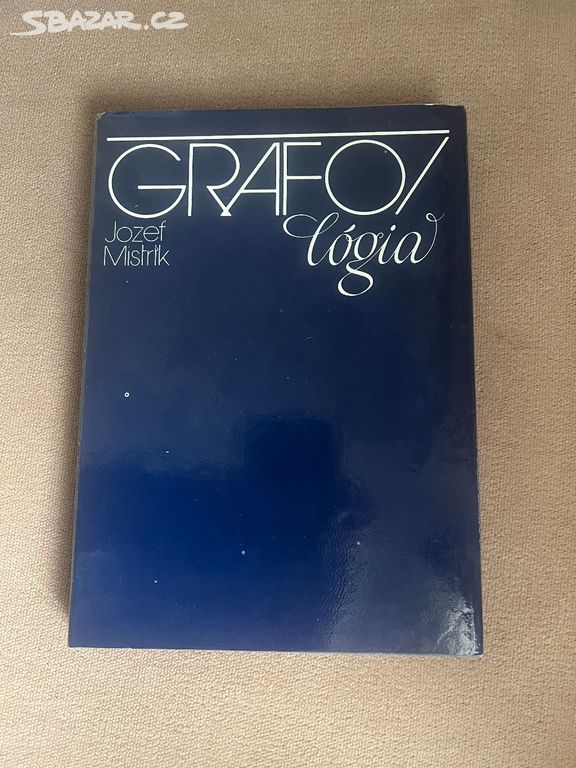 SBAZAR.CZ
GRAFO/
lógia
Jozef
Mistrík